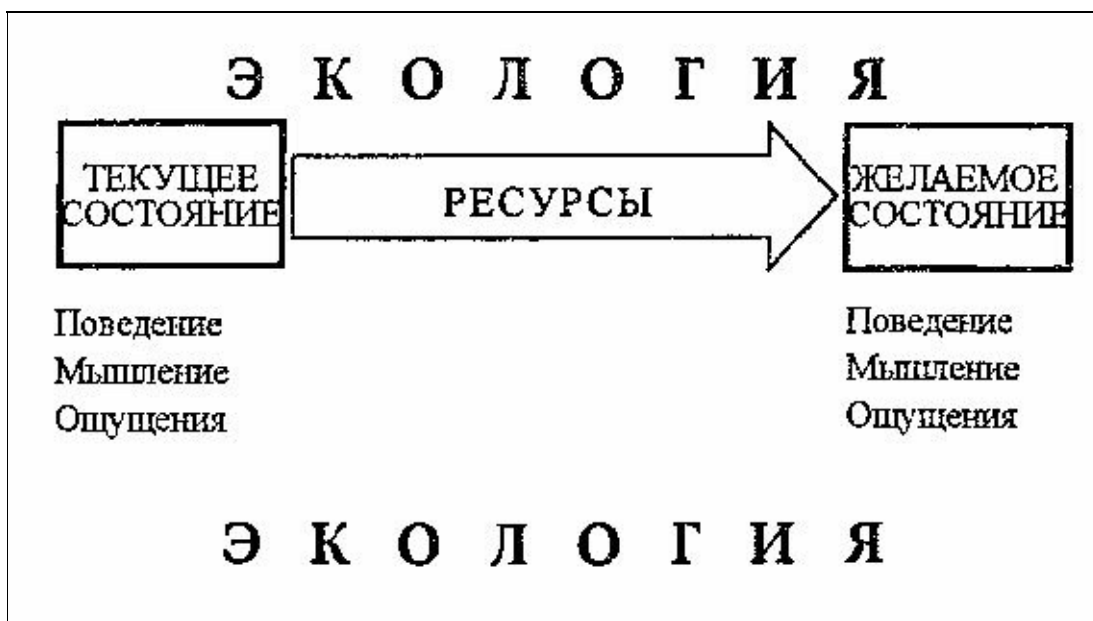 Э К О Л О Г И Я
ТЕКУЩЕЕ
СОСТОЯНИЕ
РЕСУРСЫ
ЖЕЛАЕМОЕ
СОСТОЯНИЕ
Поведение
Мышление
Ощущения
Поведение
Мышление
Ощущения
Э К О Л О Г И Я